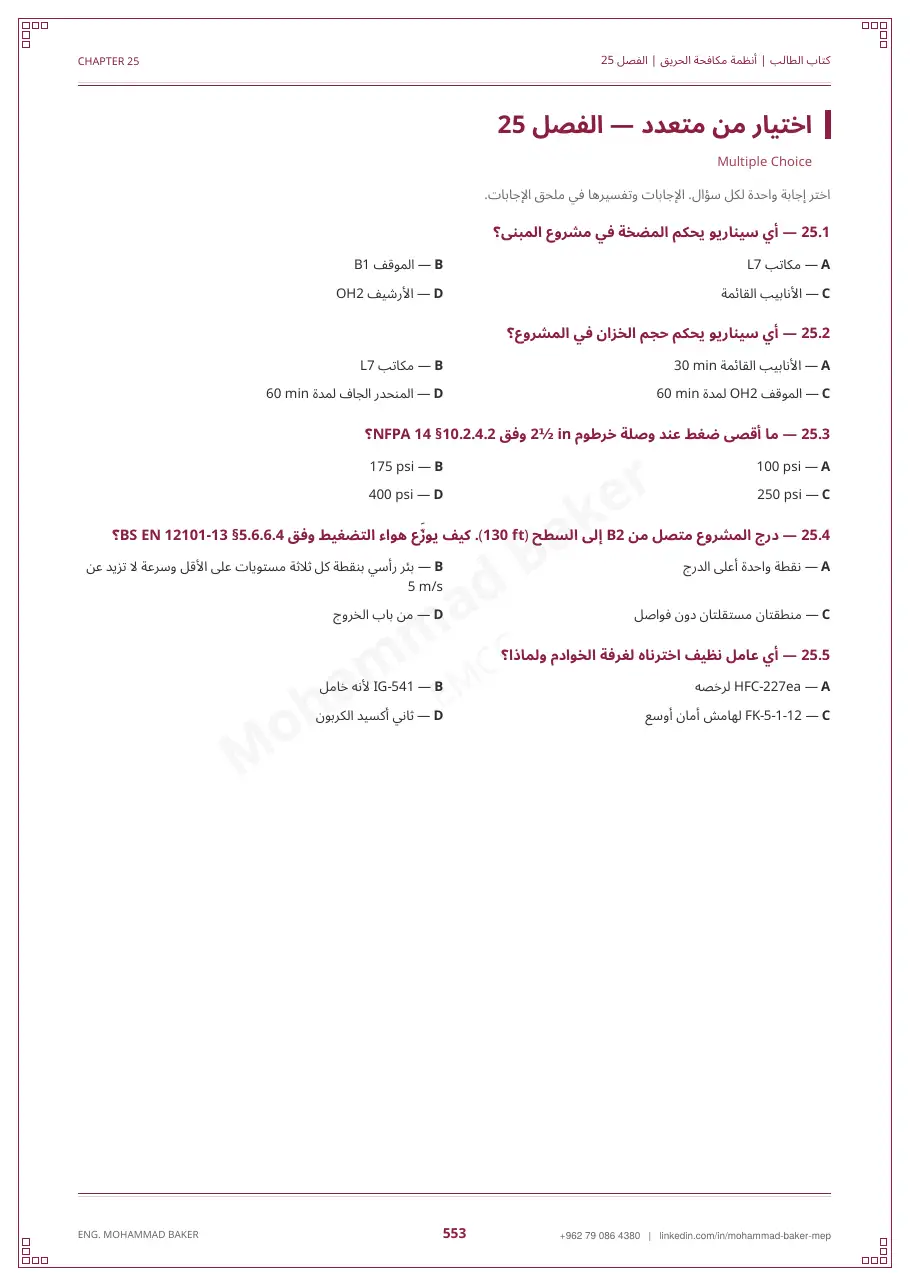 كتاب الطالب | أنظمة مكافحة الحريق | الفصل 25
CHAPTER 25
اختيار من متعدد — الفصل 25
Multiple Choice
اختر إجابة واحدة لكل سؤال. الإجابات وتفسيرها في ملحق الإجابات.
25.1 — أي سيناريو يحكم المضخة في مشروع المبنى؟
A — مكاتب L7
B — الموقف B1
C — الأنابيب القائمة
D — الأرشيف OH2
25.2 — أي سيناريو يحكم حجم الخزان في المشروع؟
A — الأنابيب القائمة 30 min
B — مكاتب L7
C — الموقف OH2 لمدة 60 min
D — المنحدر الجاف لمدة 60 min
25.3 — ما أقصى ضغط عند وصلة خرطوم 2½ in وفق NFPA 14 §10.2.4.2؟
A — 100 psi
B — 175 psi
C — 250 psi
D — 400 psi
25.4 — درج المشروع متصل من B2 إلى السطح (130 ft). كيف يوزَّع هواء التضغيط وفق BS EN 12101-13 §5.6.6.4؟
A — نقطة واحدة أعلى الدرج
B — بئر رأسي بنقطة كل ثلاثة مستويات على الأقل وسرعة لا تزيد عن
5 m/s
C — منطقتان مستقلتان دون فواصل
D — من باب الخروج
25.5 — أي عامل نظيف اخترناه لغرفة الخوادم ولماذا؟
A — HFC-227ea لرخصه
B — IG-541 لأنه خامل
C — FK-5-1-12 لهامش أمان أوسع
D — ثاني أكسيد الكربون
Mohammad Baker
EMCC
ENG. MOHAMMAD BAKER
553
+962 79 086 4380 | linkedin.com/in/mohammad-baker-mep